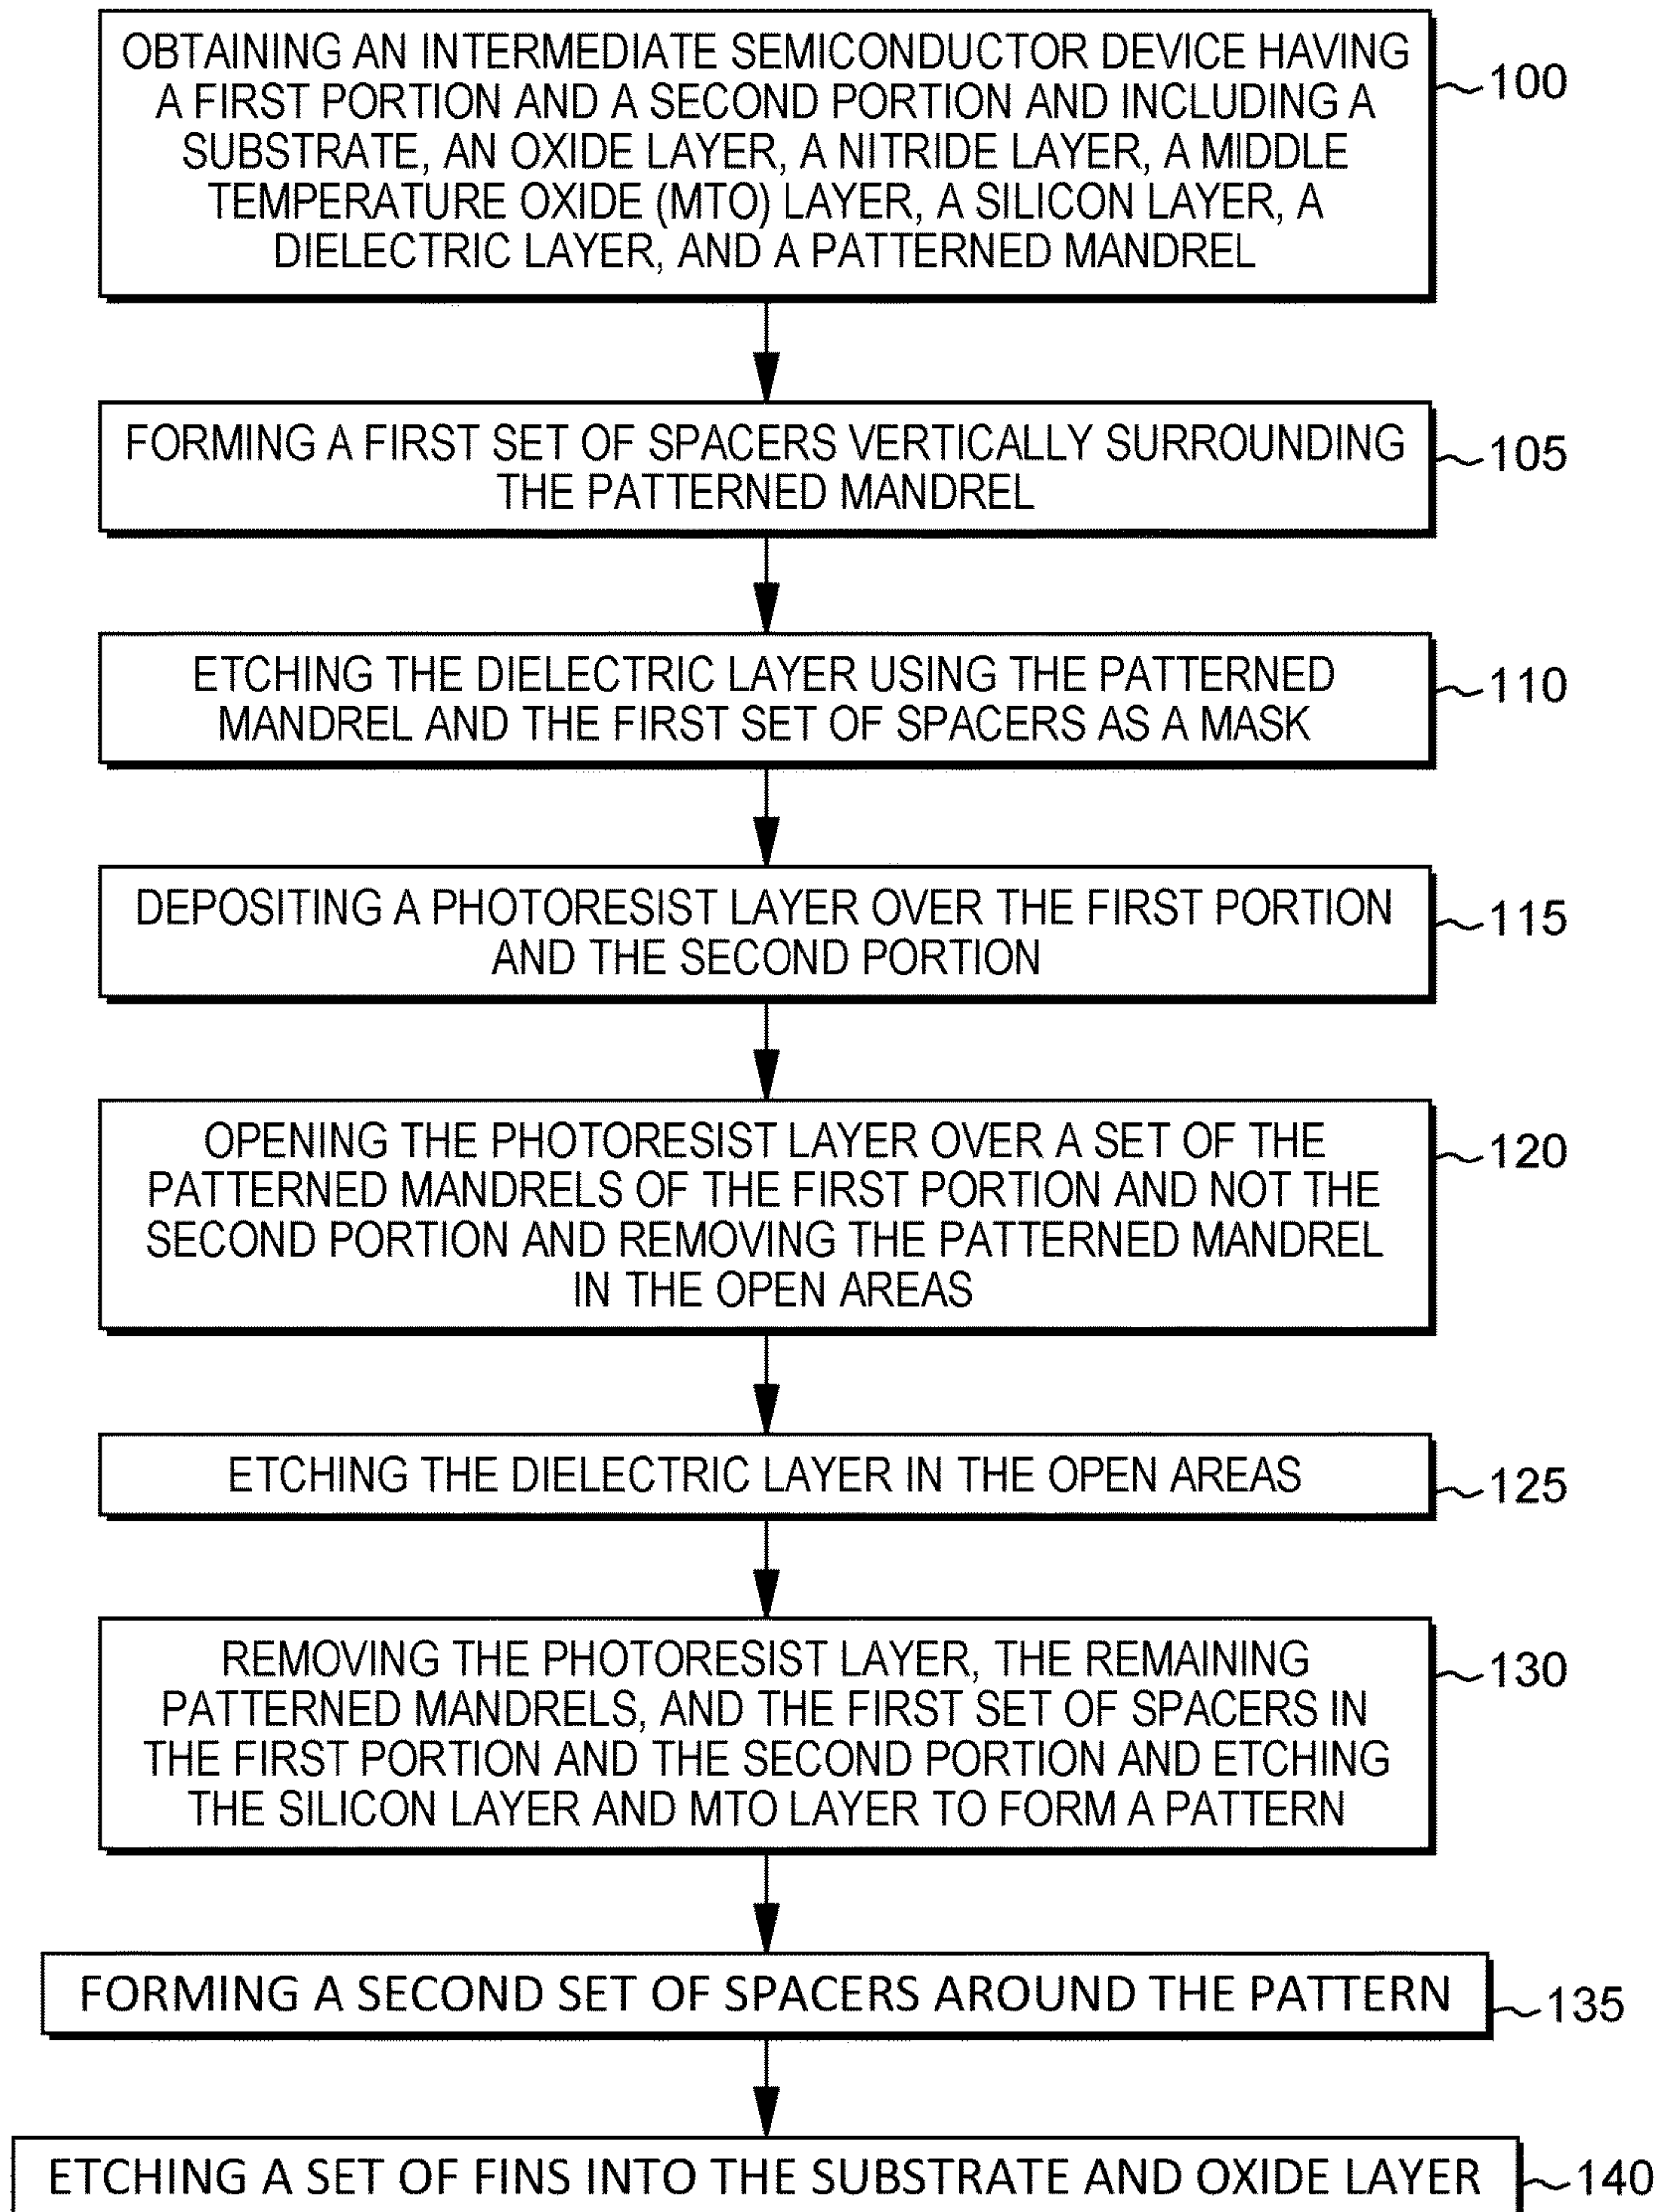 OBTAINING AN INTERMEDIATE SEMICONDUCTOR DEVICE HAVING
A FIRST PORTION AND A SECOND PORTION AND INCLUDING A
SUBSTRATE, AN OXIDE LAYER, A NITRIDE LAYER, A MIDDLE
TEMPERATURE OXIDE (MTO) LAYER, A SILICON LAYER, A
DIELECTRIC LAYER, AND A PATTERNED MANDREL
100
FORMING A FIRST SET OF SPACERS VERTICALLY SURROUNDING
THE PATTERNED MANDREL
105
ETCHING THE DIELECTRIC LAYER USING THE PATTERNED
MANDREL AND THE FIRST SET OF SPACERS AS A MASK
110
DEPOSITING A PHOTORESIST LAYER OVER THE FIRST PORTION
AND THE SECOND PORTION
115
OPENING THE PHOTORESIST LAYER OVER A SET OF THE
PATTERNED MANDRELS OF THE FIRST PORTION AND NOT THE
SECOND PORTION AND REMOVING THE PATTERNED MANDREL
IN THE OPEN AREAS
120
ETCHING THE DIELECTRIC LAYER IN THE OPEN AREAS
125
REMOVING THE PHOTORESIST LAYER, THE REMAINING
PATTERNED MANDRELS, AND THE FIRST SET OF SPACERS IN
THE FIRST PORTION AND THE SECOND PORTION AND ETCHING
THE SILICON LAYER AND MTO LAYER TO FORM A PATTERN
130
FORMING A SECOND SET OF SPACERS AROUND THE PATTERN
135
ETCHING A SET OF FINS INTO THE SUBSTRATE AND OXIDE LAYER
140